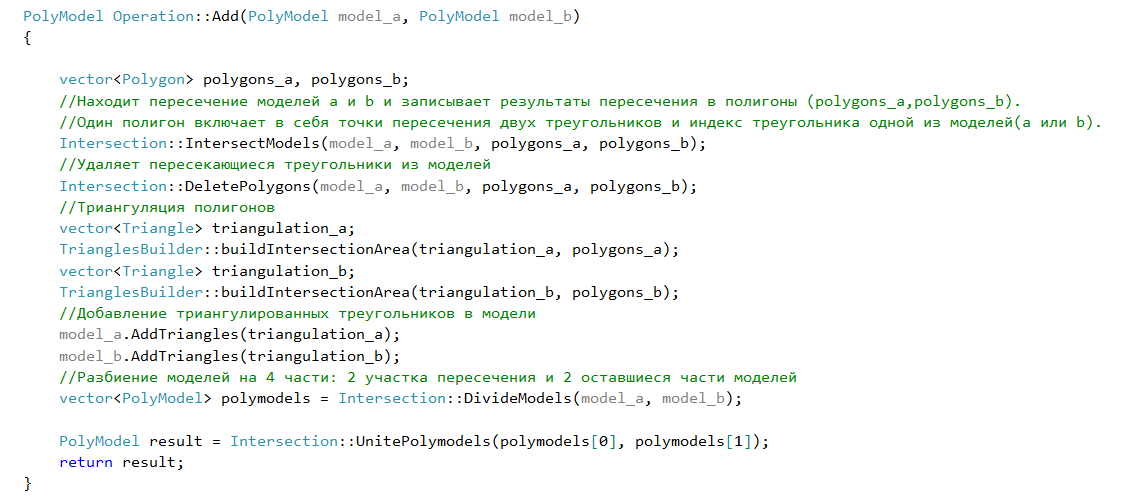 PolyModel Operation::Add(PolyModel model_a, PolyModel model_b)
{
vector<Polygon> polygons_a, polygons_b;
//Находит пересечение моделей a и b и записывает результаты пересечения в полигоны (polygons_a,polygons_b).
//Один полигон включает в себя точки пересечения двух треугольников и индекс треугольника одной из моделей(a или b).
Intersection::IntersectModels(model_a, model_b, polygons_a, polygons_b);
//Удаляет пересекающиеся треугольники из моделей
Intersection::DeletePolygons(model_a, model_b, polygons_a, polygons_b);
//Триангуляция полигонов
vector<Triangle> triangulation_a;
TrianglesBuilder::buildIntersectionArea(triangulation_a, polygons_a);
vector<Triangle> triangulation_b;
TrianglesBuilder::buildIntersectionArea(triangulation_b, polygons_b);
//Добавление триангулированных треугольников в модели
model_a.AddTriangles(triangulation_a);
model_b.AddTriangles(triangulation_b);
//Разбиение моделей на 4 части: 2 участка пересечения и 2 оставшиеся части моделей
vector<PolyModel> polymodels = Intersection::DivideModels(model_a, model_b);
PolyModel result = Intersection::UnitePolymodels(polymodels[0], polymodels[1]);
return result;
}